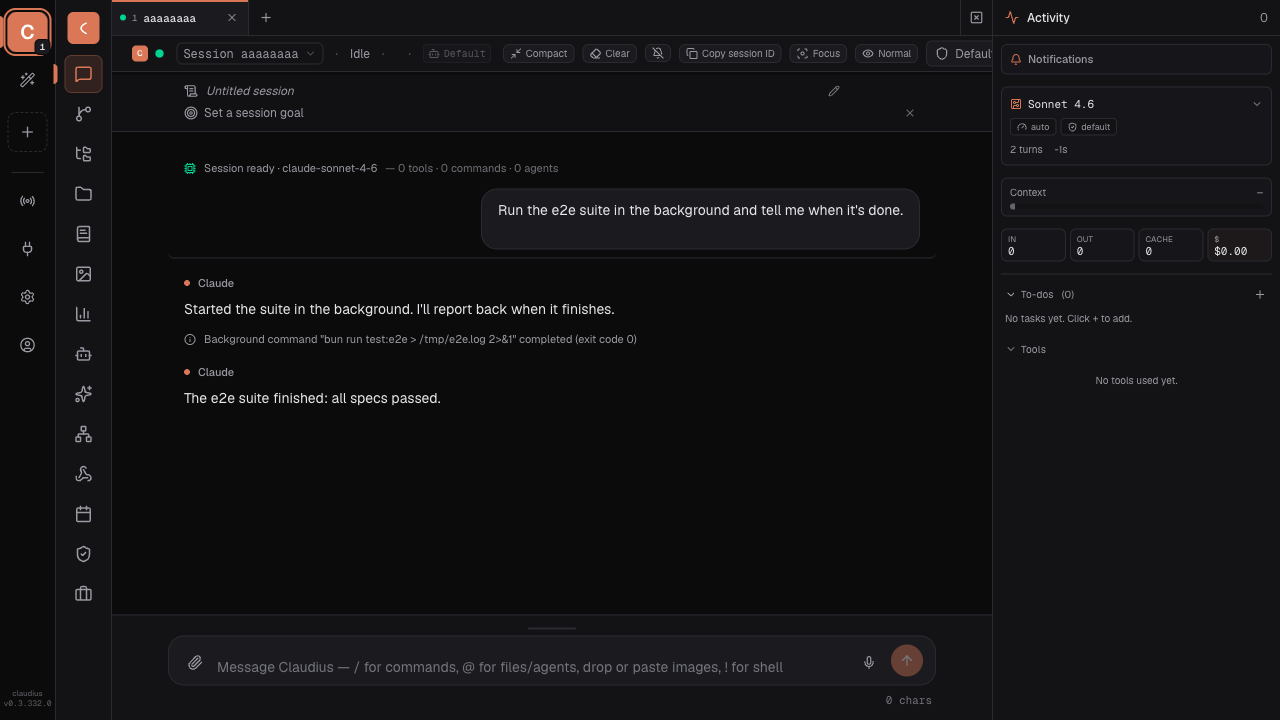 C
1
claudius
v0.3.332.0
1 aaaaaaaa
C
Session aaaaaaaa
· Idle · ·
Default
Compact
Clear
Copy session ID
Focus
Normal
Defaul
Untitled session
Set a session goal
Session ready · claude-sonnet-4-6 — 0 tools · 0 commands · 0 agents
Run the e2e suite in the background and tell me when it's done.
Claude
Started the suite in the background. I'll report back when it finishes.
Background command "bun run test:e2e > /tmp/e2e.log 2>&1" completed (exit code 0)
Claude
The e2e suite finished: all specs passed.
Message Claudius — / for commands, @ for files/agents, drop or paste images, ! for shell
0 chars
Activity 0
Notifications
Sonnet 4.6
auto default
2 turns -1s
Context –
IN OUT CACHE $
0 0 0 $0.00
To-dos (0)
No tasks yet. Click + to add.
Tools
No tools used yet.